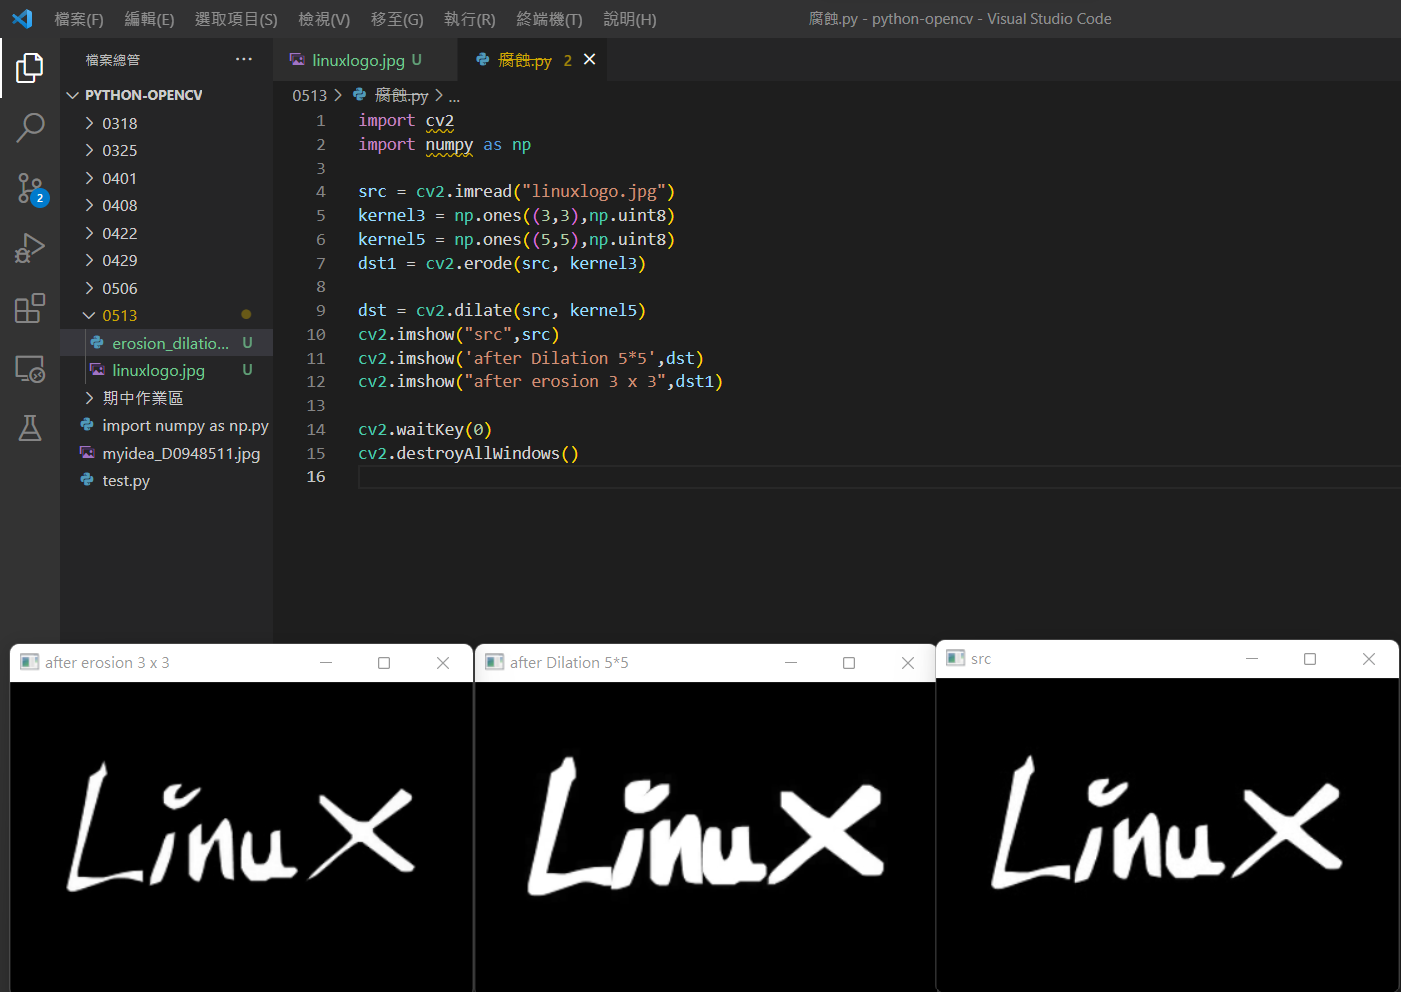 檔案(F) 編輯(E) 選取項目(S) 檢視(V) 移至(G) 執行(R) 終端機(T) 說明(H) 腐蝕.py - python-opencv - Visual Studio Code
檔案總管 ...
linuxlogo.jpg U 腐蝕.py 2
PYTHON-OPENCV
0318
0325
0401
0408
0422
0429
0506
0513
erosion_dilatio... U
linuxlogo.jpg U
期中作業區
import numpy as np.py
myidea_D0948511.jpg
test.py
2
0513 > 腐蝕.py > ...
1 import cv2
2 import numpy as np
3
4 src = cv2.imread("linuxlogo.jpg")
5 kernel3 = np.ones((3,3),np.uint8)
6 kernel5 = np.ones((5,5),np.uint8)
7 dst1 = cv2.erode(src, kernel3)
8
9 dst = cv2.dilate(src, kernel5)
10 cv2.imshow("src",src)
11 cv2.imshow('after Dilation 5*5',dst)
12 cv2.imshow("after erosion 3 x 3",dst1)
13
14 cv2.waitKey(0)
15 cv2.destroyAllWindows()
16
after erosion 3 x 3
LinuX
after Dilation 5*5
LinuX
src
LinuX